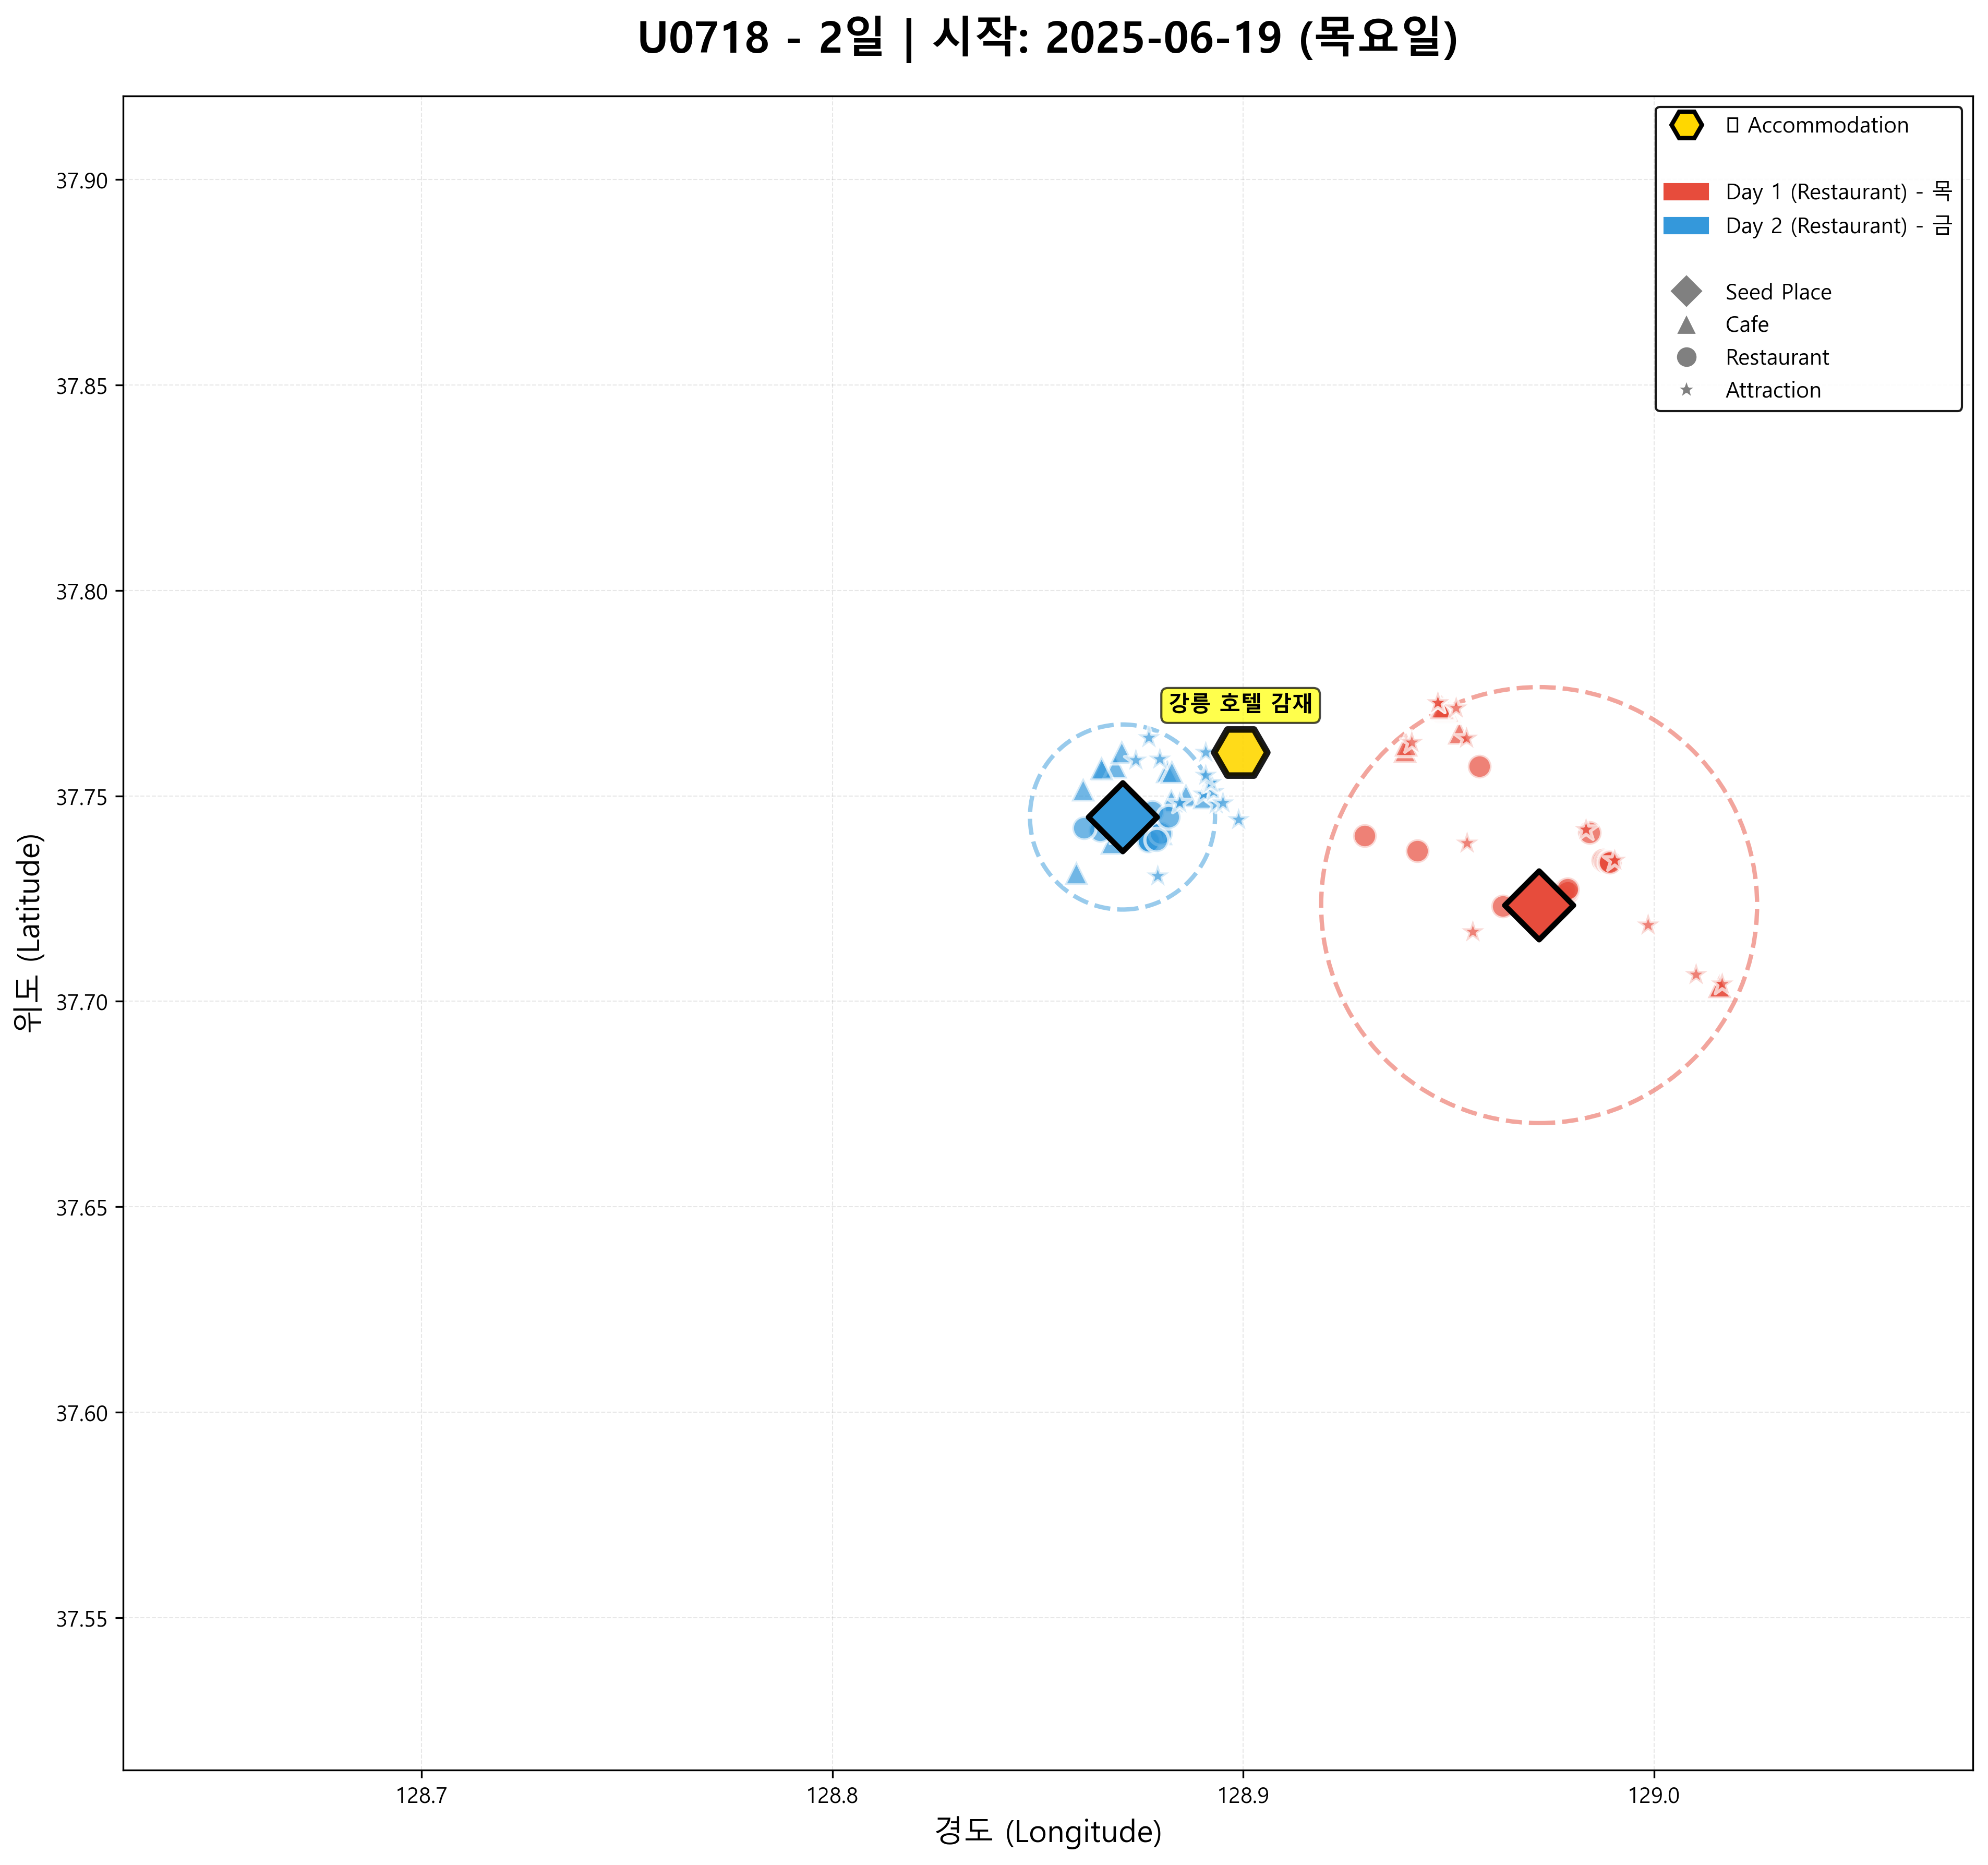 U0718 - 2일 | 시작: 2025-06-19 (목요일)
Accommodation
Day 1 (Restaurant) - 목
Day 2 (Restaurant) - 금
Seed Place
Cafe
Restaurant
Attraction
37.90
37.85
37.80
37.75
37.70
37.65
37.60
37.55
위도 (Latitude)
강릉 호텔 감재
128.7
128.8
128.9
129.0
경도 (Longitude)